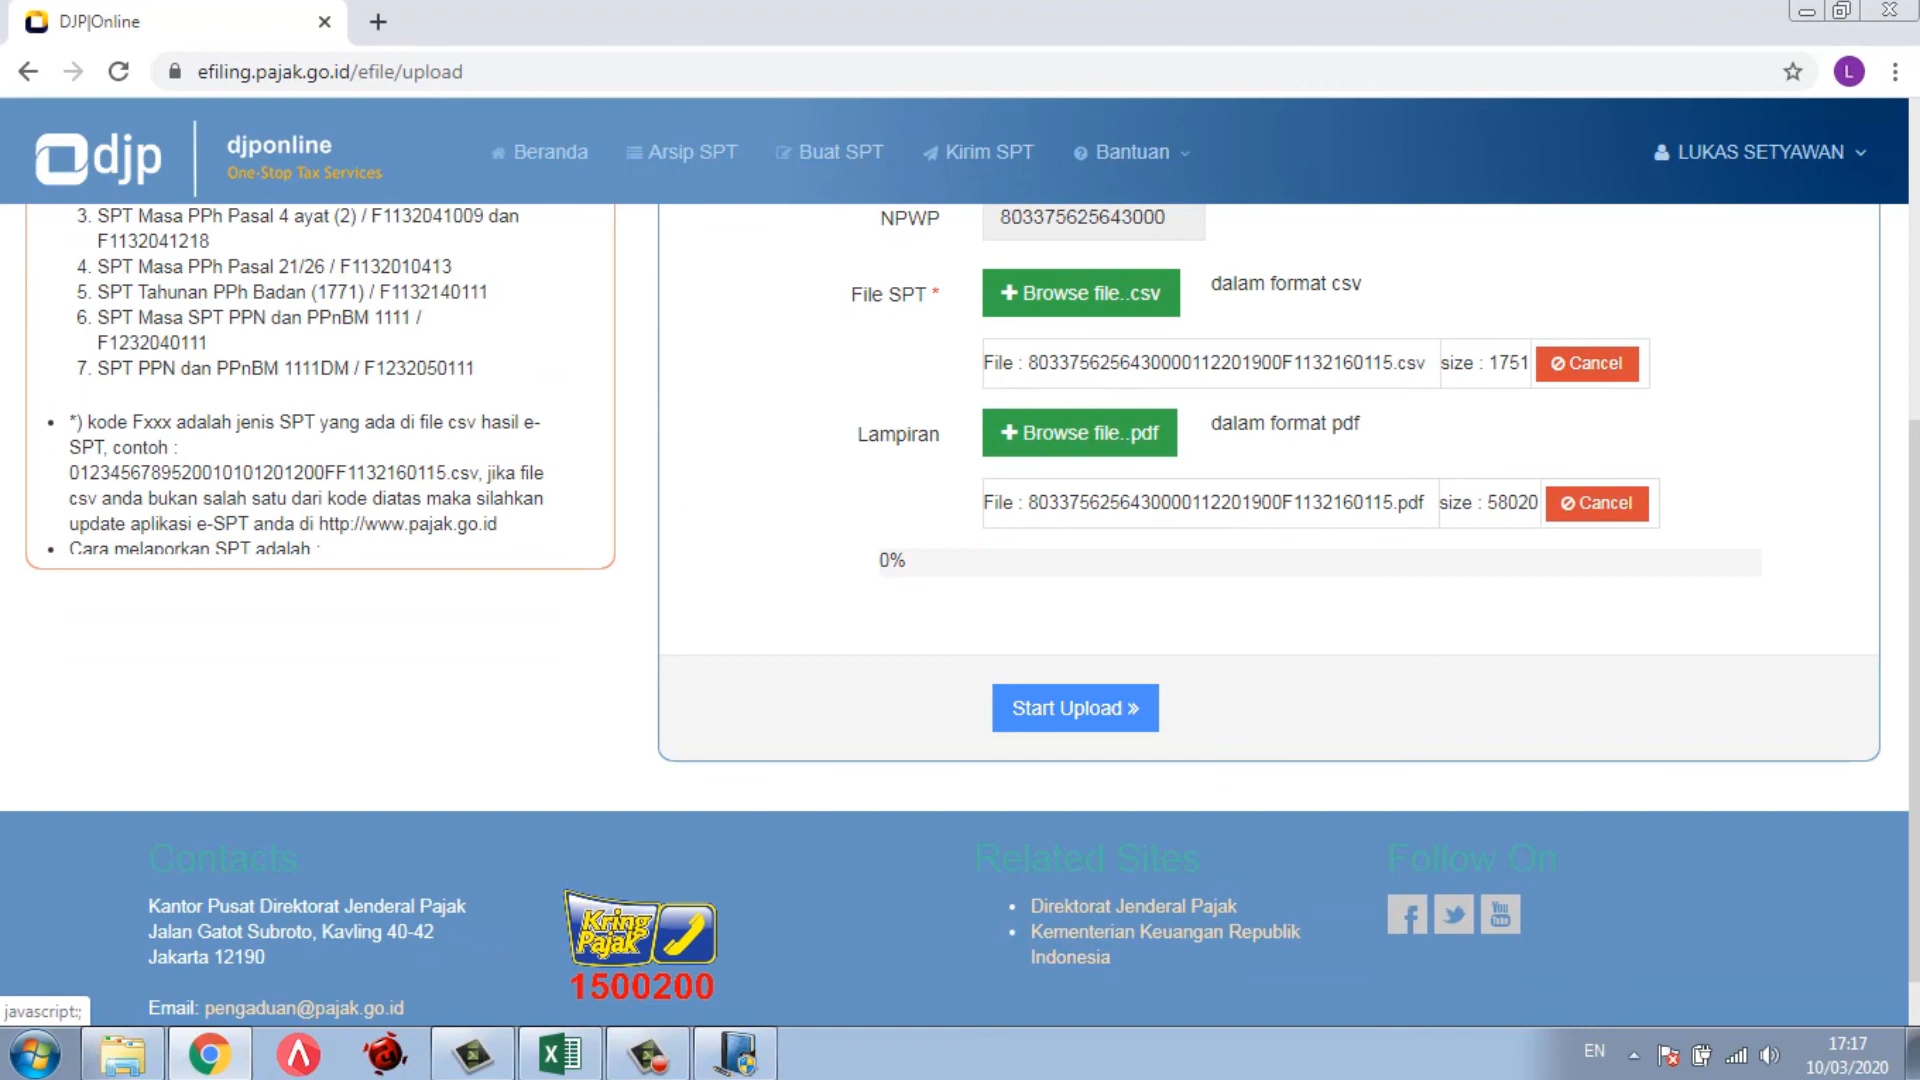 DJP|Online
efiling.pajak.go.id/efile/upload
L
djp
djponline
One-Stop Tax Services
Beranda
Arsip SPT
Buat SPT
Kirim SPT
Bantuan
LUKAS SETYAWAN
3. SPT Masa PPh Pasal 4 ayat (2) / F1132041009 dan
F1132041218
4. SPT Masa PPh Pasal 21/26 / F1132010413
5. SPT Tahunan PPh Badan (1771) / F1132140111
6. SPT Masa SPT PPN dan PPnBM 1111 /
F1232040111
7. SPT PPN dan PPnBM 1111DM / F1232050111
• *) kode Fxxx adalah jenis SPT yang ada di file csv hasil e-
SPT, contoh :
0123456789520010101201200FF1132160115.csv, jika file
csv anda bukan salah satu dari kode diatas maka silahkan
update aplikasi e-SPT anda di http://www.pajak.go.id
• Cara melaporkan SPT adalah :
NPWP 803375625643000
File SPT * + Browse file..csv dalam format csv
File : 8033756256430000112201900F1132160115.csv size : 1751 Cancel
Lampiran + Browse file..pdf dalam format pdf
File : 8033756256430000112201900F1132160115.pdf size : 58020 Cancel
0%
Start Upload »
Contacts
Kantor Pusat Direktorat Jenderal Pajak
Jalan Gatot Subroto, Kavling 40-42
Jakarta 12190
Email: pengaduan@pajak.go.id
Kring
Pajak
1500200
Related Sites
• Direktorat Jenderal Pajak
• Kementerian Keuangan Republik
Indonesia
Follow On
You
Tube
javascript:;
EN
17:17
10/03/2020